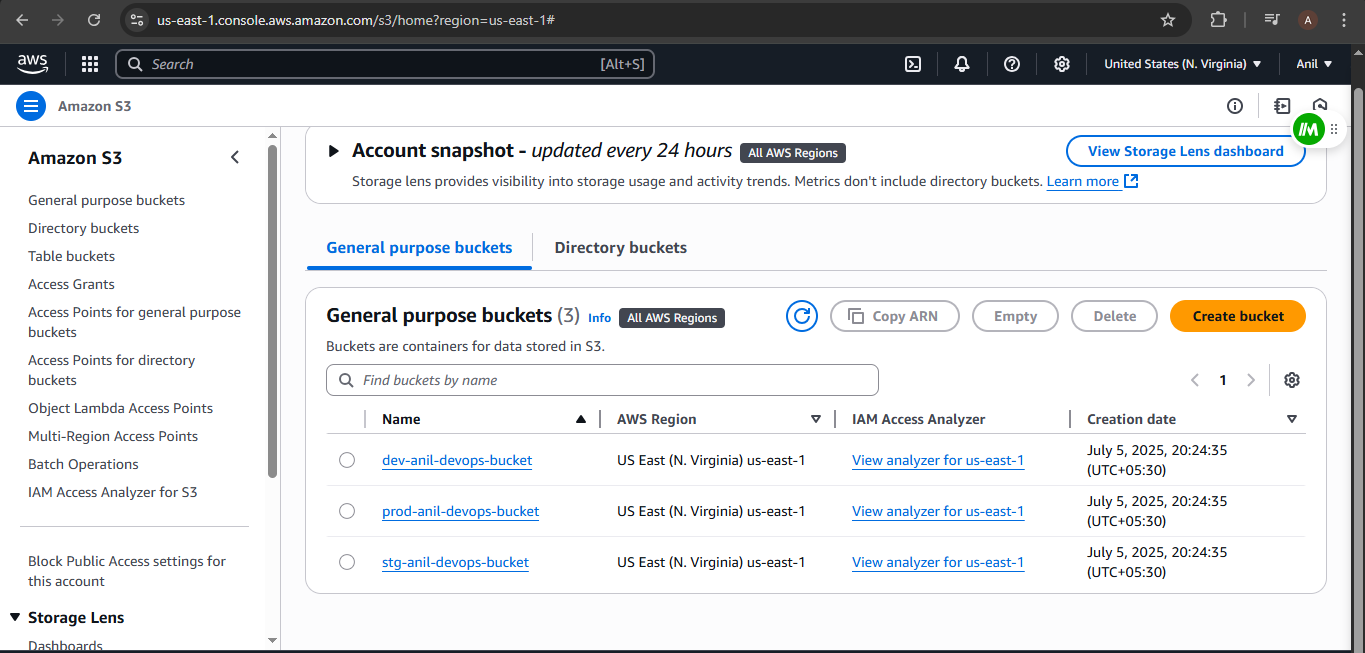 us-east-1.console.aws.amazon.com/s3/home?region=us-east-1#
A
aws
Search
[Alt+S]
United States (N. Virginia)
Anil
Amazon S3
Amazon S3
General purpose buckets
Directory buckets
Table buckets
Access Grants
Access Points for general purpose
buckets
Access Points for directory
buckets
Object Lambda Access Points
Multi-Region Access Points
Batch Operations
IAM Access Analyzer for S3
Block Public Access settings for
this account
Storage Lens
Dashboards
Account snapshot - updated every 24 hours All AWS Regions
View Storage Lens dashboard
Storage lens provides visibility into storage usage and activity trends. Metrics don't include directory buckets. Learn more
General purpose buckets Directory buckets
General purpose buckets (3) Info All AWS Regions
Copy ARN Empty Delete Create bucket
Buckets are containers for data stored in S3.
Find buckets by name
1
Name AWS Region IAM Access Analyzer Creation date
dev-anil-devops-bucket US East (N. Virginia) us-east-1 View analyzer for us-east-1 July 5, 2025, 20:24:35
(UTC+05:30)
prod-anil-devops-bucket US East (N. Virginia) us-east-1 View analyzer for us-east-1 July 5, 2025, 20:24:35
(UTC+05:30)
stg-anil-devops-bucket US East (N. Virginia) us-east-1 View analyzer for us-east-1 July 5, 2025, 20:24:35
(UTC+05:30)